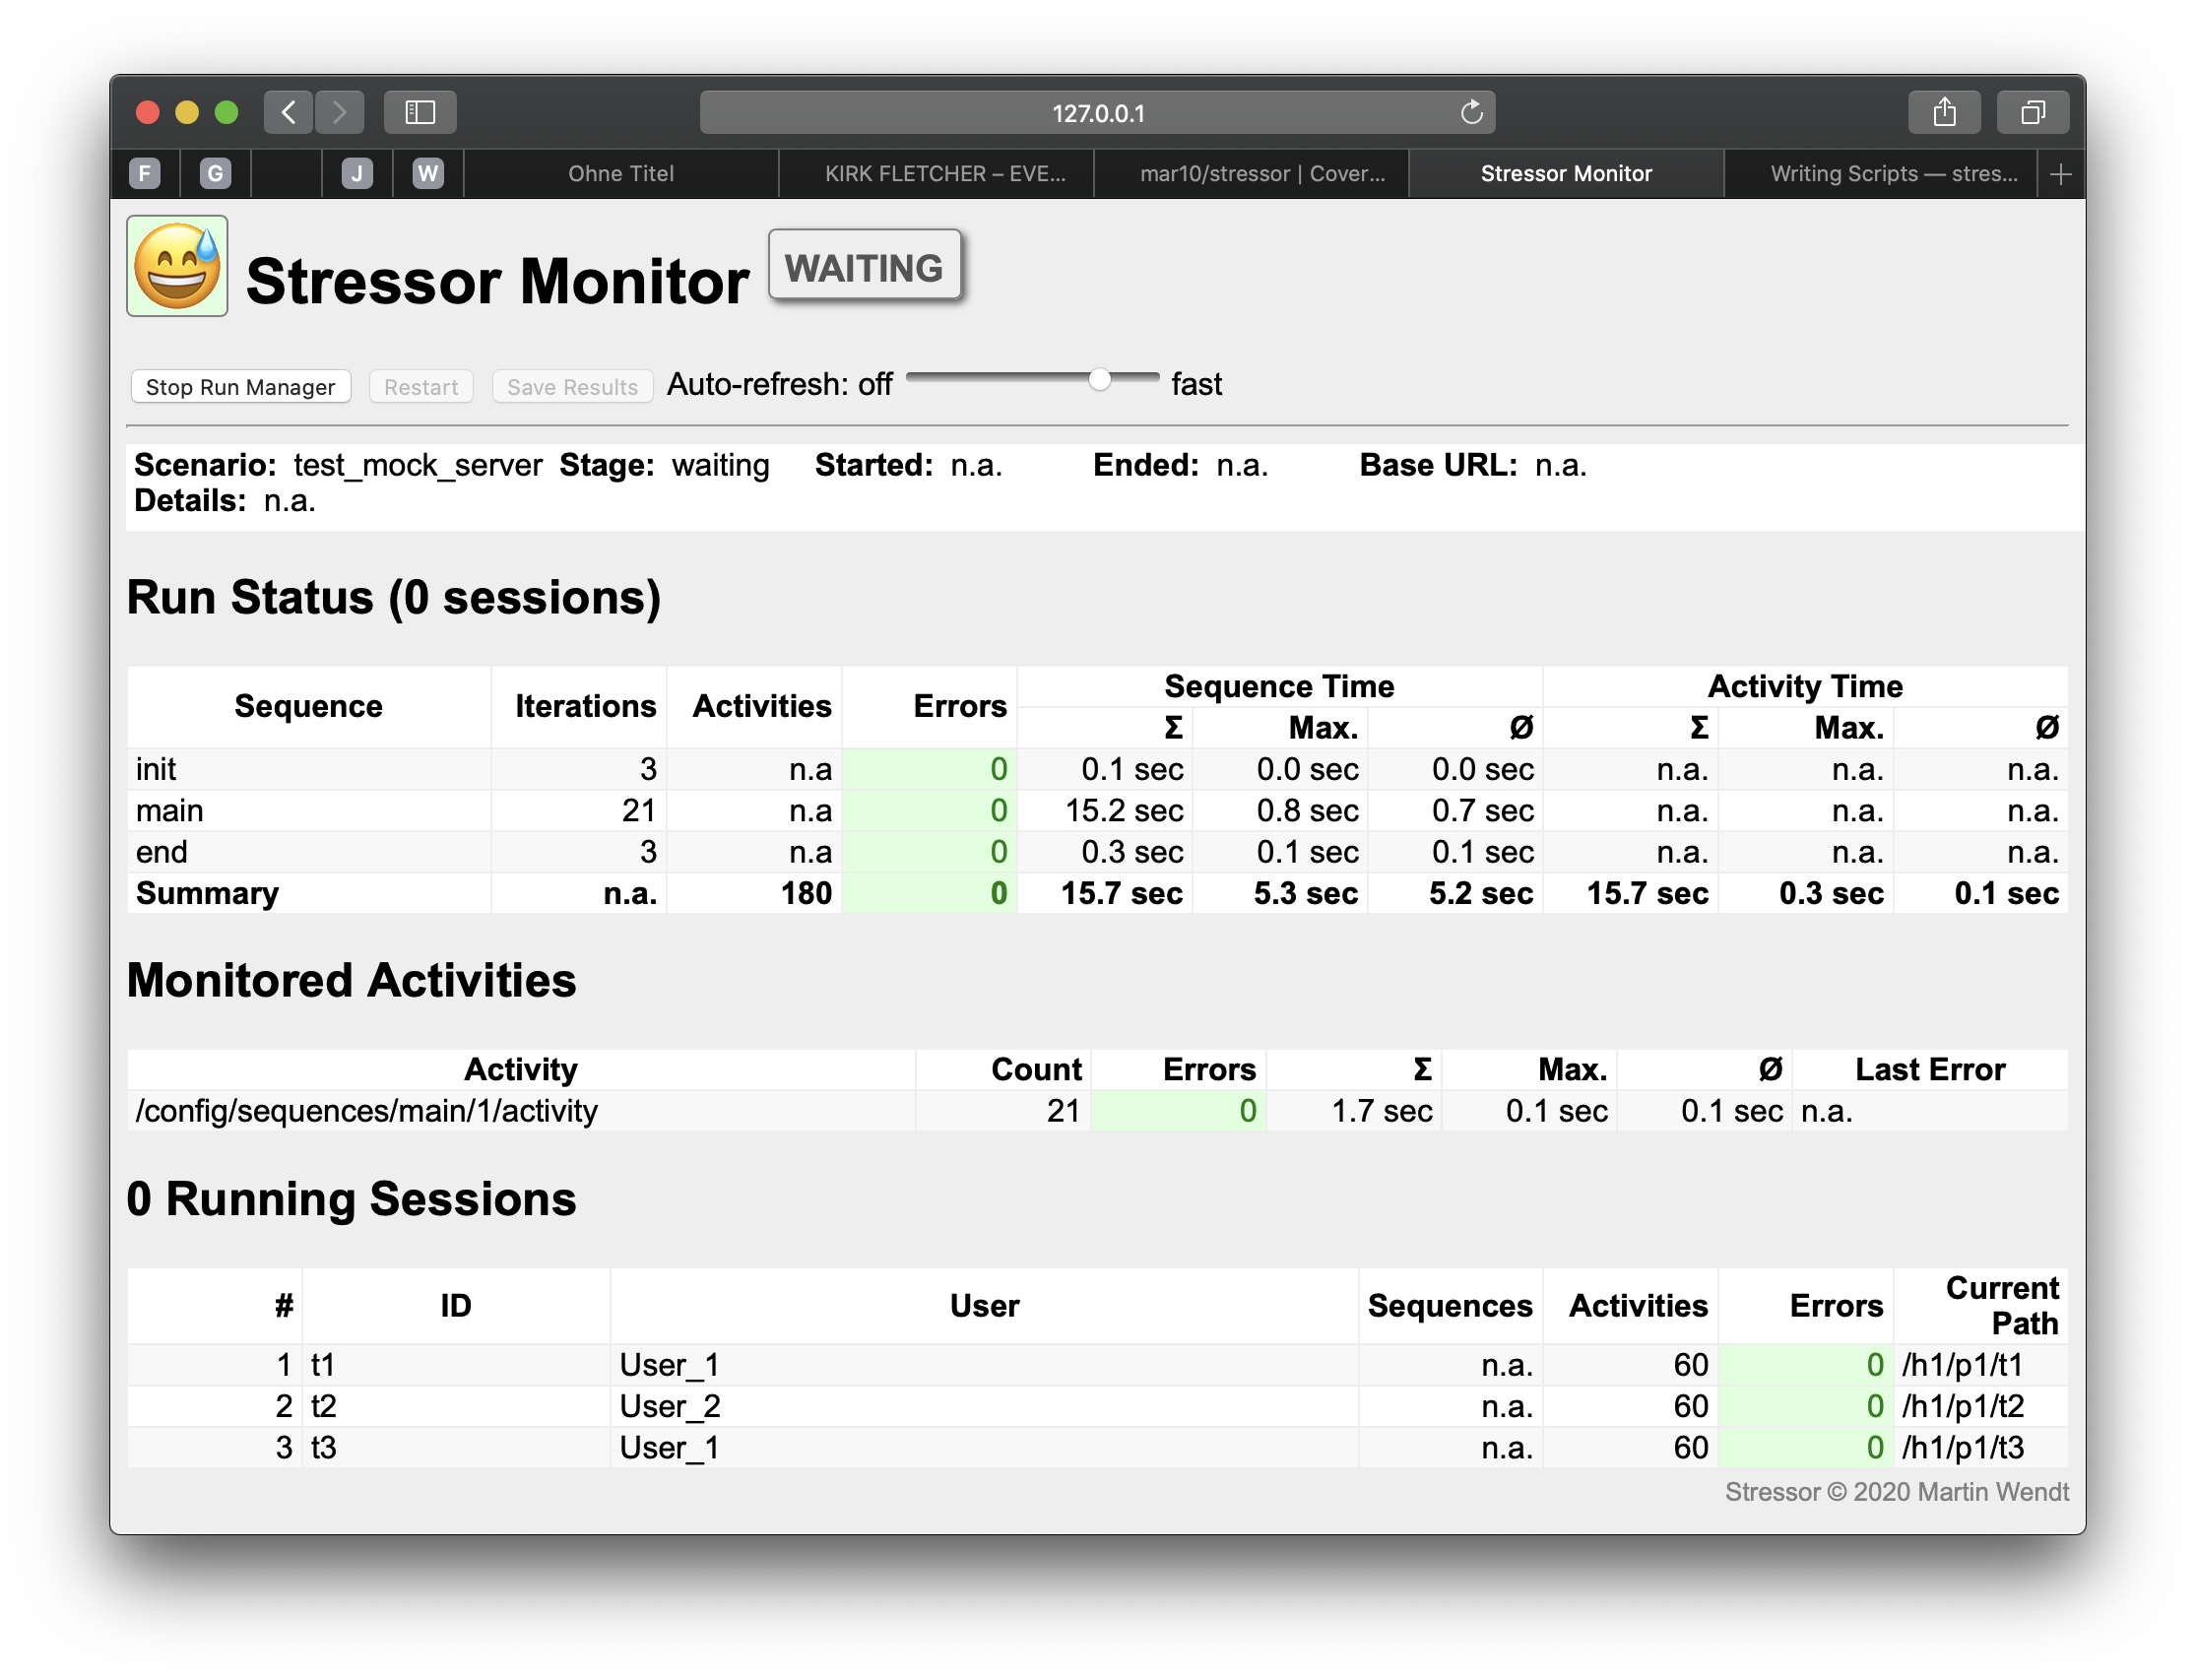 127.0.0.1
F G J W Ohne Titel KIRK FLETCHER – EVE... mar10/stressor | Cover... Stressor Monitor Writing Scripts — stres...
Stressor Monitor WAITING
Stop Run Manager Restart Save Results Auto-refresh: off fast
Scenario: test_mock_server Stage: waiting Started: n.a. Ended: n.a. Base URL: n.a.
Details: n.a.
Run Status (0 sessions)
Sequence Iterations Activities Errors Sequence Time Activity Time
Σ Max. Ø Σ Max. Ø
init 3 n.a 0 0.1 sec 0.0 sec 0.0 sec n.a. n.a. n.a.
main 21 n.a 0 15.2 sec 0.8 sec 0.7 sec n.a. n.a. n.a.
end 3 n.a 0 0.3 sec 0.1 sec 0.1 sec n.a. n.a. n.a.
Summary n.a. 180 0 15.7 sec 5.3 sec 5.2 sec 15.7 sec 0.3 sec 0.1 sec
Monitored Activities
Activity Count Errors Σ Max. Ø Last Error
/config/sequences/main/1/activity 21 0 1.7 sec 0.1 sec 0.1 sec n.a.
0 Running Sessions
# ID User Sequences Activities Errors Current
Path
1 t1 User_1 n.a. 60 0 /h1/p1/t1
2 t2 User_2 n.a. 60 0 /h1/p1/t2
3 t3 User_1 n.a. 60 0 /h1/p1/t3
Stressor © 2020 Martin Wendt